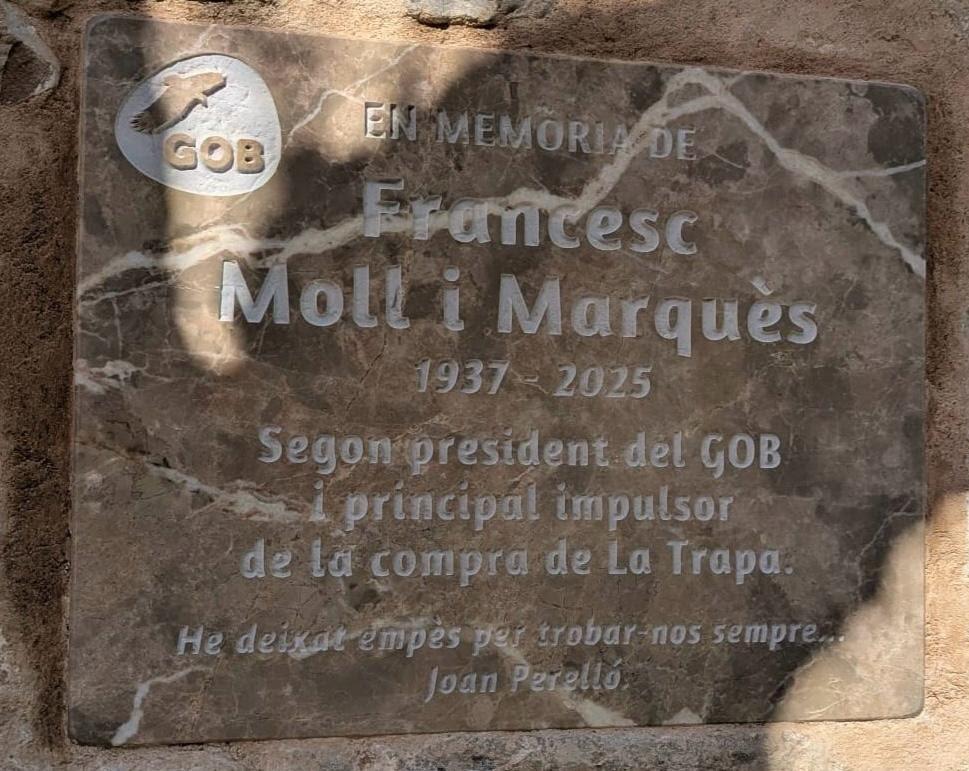 GOB
EN MEMORIA DE
Francesc
Moll i Marquès
1937 - 2025
Segon president del GOB
i principal impulsor
de la compra de La Trapa.
He deixat empès per trobar-nos sempre...
Joan Perelló